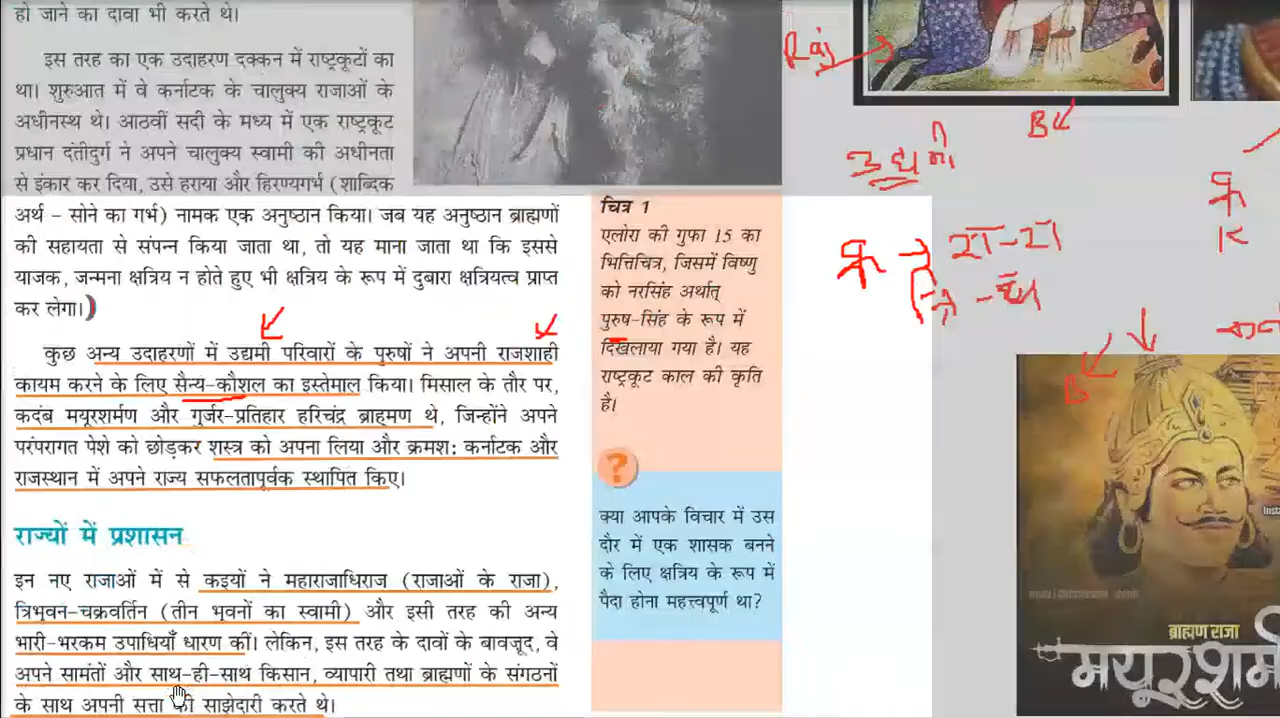 हो जाने का दावा भी करते थे।
इस तरह का एक उदाहरण दक्कन में राष्ट्रकूटों का
था। शुरुआत में वे कर्नाटक के चालुक्य राजाओं के
अधीनस्थ थे। आठवीं सदी के मध्य में एक राष्ट्रकूट
प्रधान दंतीदुर्ग ने अपने चालुक्य स्वामी की अधीनता
से इंकार कर दिया, उसे हराया और हिरण्यगर्भ (शाब्दिक
अर्थ – सोने का गर्भ) नामक एक अनुष्ठान किया। जब यह अनुष्ठान ब्राह्मणों
की सहायता से संपन्न किया जाता था, तो यह माना जाता था कि इससे
याजक, जन्मना क्षत्रिय न होते हुए भी क्षत्रिय के रूप में दुबारा क्षत्रियत्व प्राप्त
कर लेगा।)
कुछ अन्य उदाहरणों में उद्यमी परिवारों के पुरुषों ने अपनी राजशाही
कायम करने के लिए सैन्य-कौशल का इस्तेमाल किया। मिसाल के तौर पर,
कदंब मयूरशर्मण और गुर्जर-प्रतिहार हरिचंद्र ब्राह्मण थे, जिन्होंने अपने
परंपरागत पेशे को छोड़कर शस्त्र को अपना लिया और क्रमश: कर्नाटक और
राजस्थान में अपने राज्य सफलतापूर्वक स्थापित किए।
राज्यों में प्रशासन
इन नए राजाओं में से कइयों ने महाराजाधिराज (राजाओं के राजा),
त्रिभुवन-चक्रवर्तिन (तीन भुवनों का स्वामी) और इसी तरह की अन्य
भारी-भरकम उपाधियाँ धारण कीं। लेकिन, इस तरह के दावों के बावजूद, वे
अपने सामंतों और साथ-ही-साथ किसान, व्यापारी तथा ब्राह्मणों के संगठनों
के साथ अपनी सत्ता की साझेदारी करते थे।
चित्र 1
एलोरा की गुफा 15 का
भित्तिचित्र, जिसमें विष्णु
को नरसिंह अर्थात्
पुरुष-सिंह के रूप में
दिखलाया गया है। यह
राष्ट्रकूट काल की कृति
है।
?
क्या आपके विचार में उस
दौर में एक शासक बनने
के लिए क्षत्रिय के रूप में
पैदा होना महत्त्वपूर्ण था?
Raj
B
उद्यमी
क
K
B
ब्राह्मण राजा